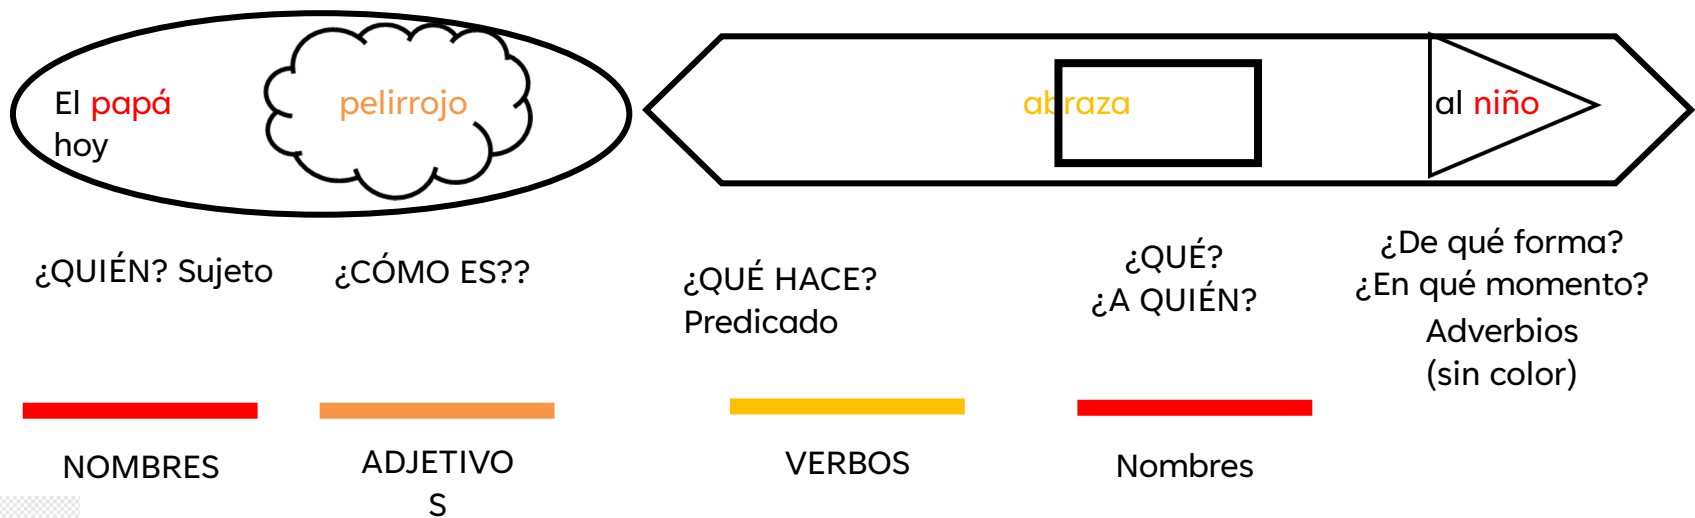 El papá pelirrojo abraza al niño
hoy
¿QUIÉN? Sujeto
¿CÓMO ES??
¿QUÉ HACE?
Predicado
¿QUÉ?
¿A QUIÉN?
¿De qué forma?
¿En qué momento?
Adverbios
(sin color)
NOMBRES
ADJETIVO
S
VERBOS
Nombres